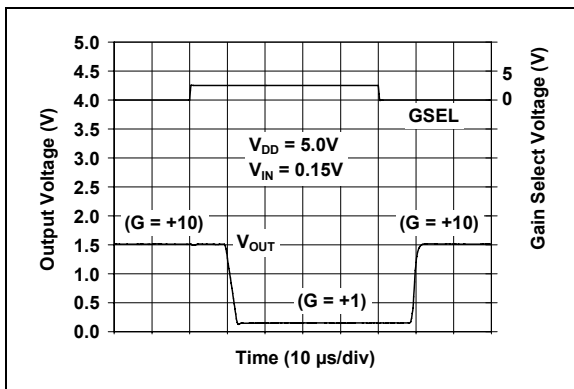 Output Voltage (V)
5.0
4.5
4.0
3.5
3.0
2.5
2.0
1.5
1.0
0.5
0.0
5
0
Gain Select Voltage (V)
GSEL
VDD = 5.0V
VIN = 0.15V
(G = +10)
(G = +10)
VOUT
(G = +1)
Time (10 µs/div)